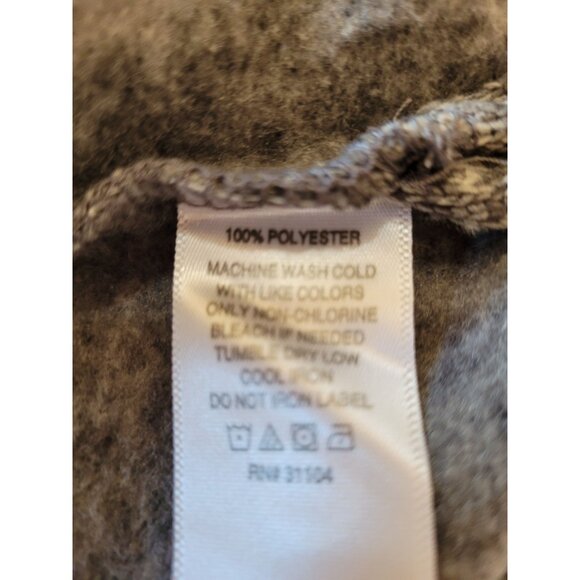 100% POLYESTER
MACHINE WASH COLD
WITH LIKE COLORS
ONLY NON-CHLORINE
BLEACH IF NEEDED
TUMBLE DRY LOW
COOL IRON
DO NOT IRON LABEL
RN# 31104